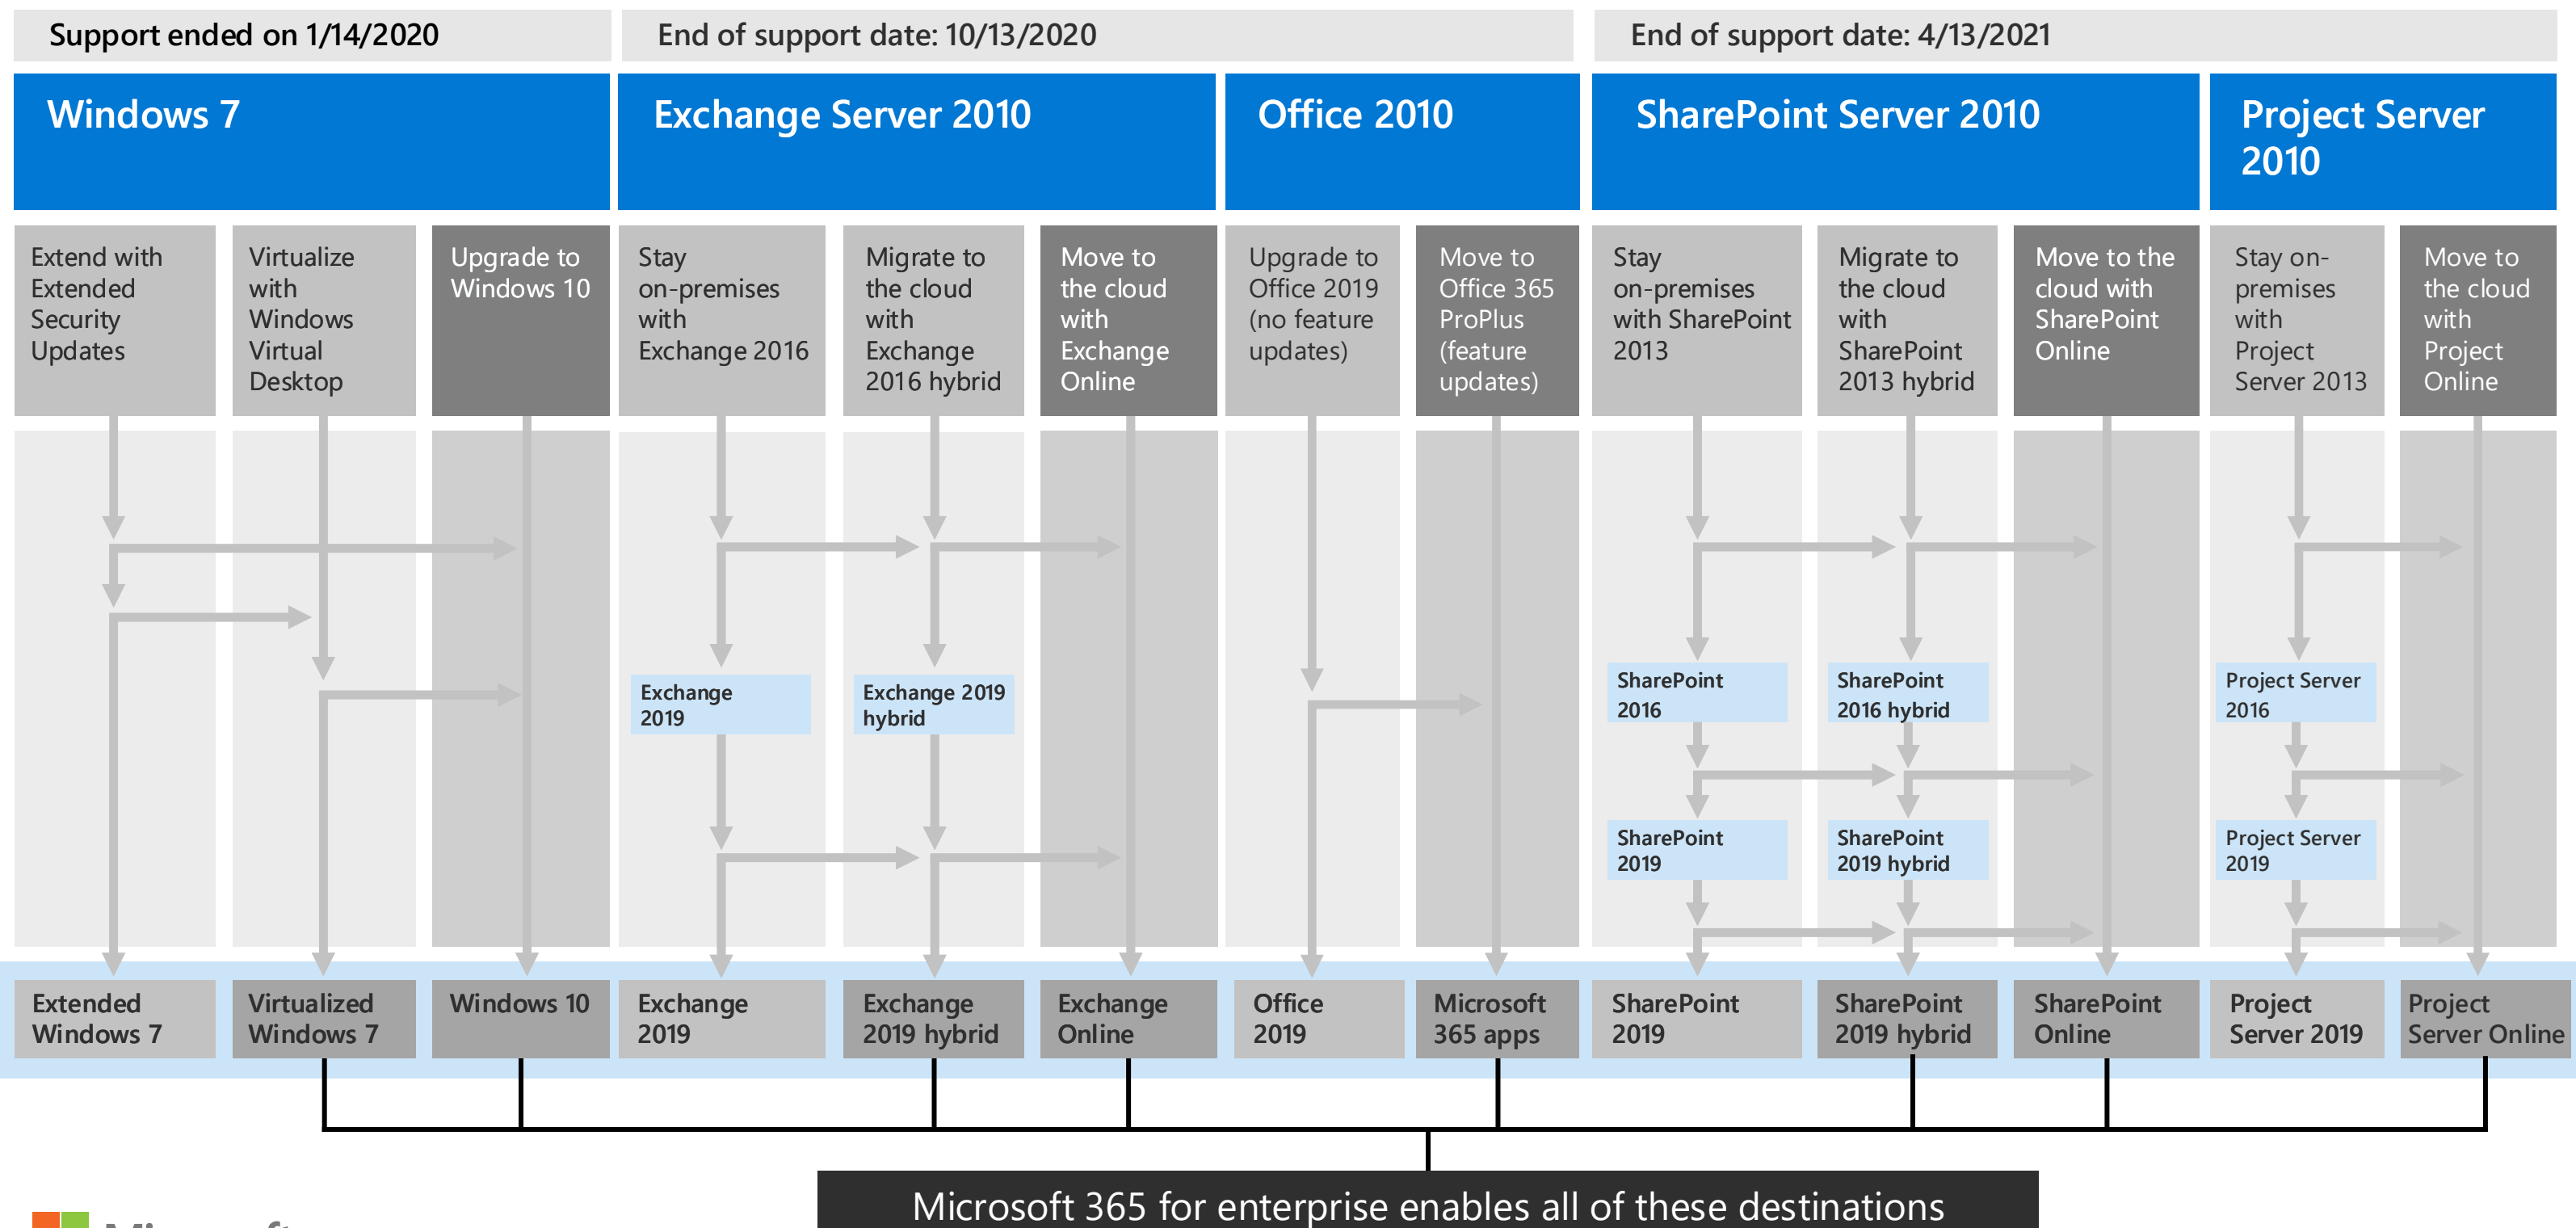 Support ended on 1/14/2020
End of support date: 10/13/2020
End of support date: 4/13/2021
Windows 7
Exchange Server 2010
Office 2010
SharePoint Server 2010
Project Server
2010
Extend with
Extended
Security
Updates
Virtualize
with
Windows
Virtual
Desktop
Upgrade to
Windows 10
Stay
on-premises
with
Exchange 2016
Migrate to
the cloud
with
Exchange
2016 hybrid
Move to
the cloud
with
Exchange
Online
Upgrade to
Office 2019
(no feature
updates)
Move to
Office 365
ProPlus
(feature
updates)
Stay
on-premises
with SharePoint
2013
Migrate to
the cloud
with
SharePoint
2013 hybrid
Move to the
cloud with
SharePoint
Online
Stay on-
premises
with
Project
Server 2013
Move to
the cloud
with
Project
Online
Exchange
2019
Exchange 2019
hybrid
SharePoint
2016
SharePoint
2016 hybrid
Project Server
2016
SharePoint
2019
SharePoint
2019 hybrid
Project Server
2019
Extended
Windows 7
Virtualized
Windows 7
Windows 10
Exchange
2019
Exchange
2019 hybrid
Exchange
Online
Office
2019
Microsoft
365 apps
SharePoint
2019
SharePoint
2019 hybrid
SharePoint
Online
Project
Server 2019
Project
Server Online
Microsoft 365 for enterprise enables all of these destinations
Microsoft